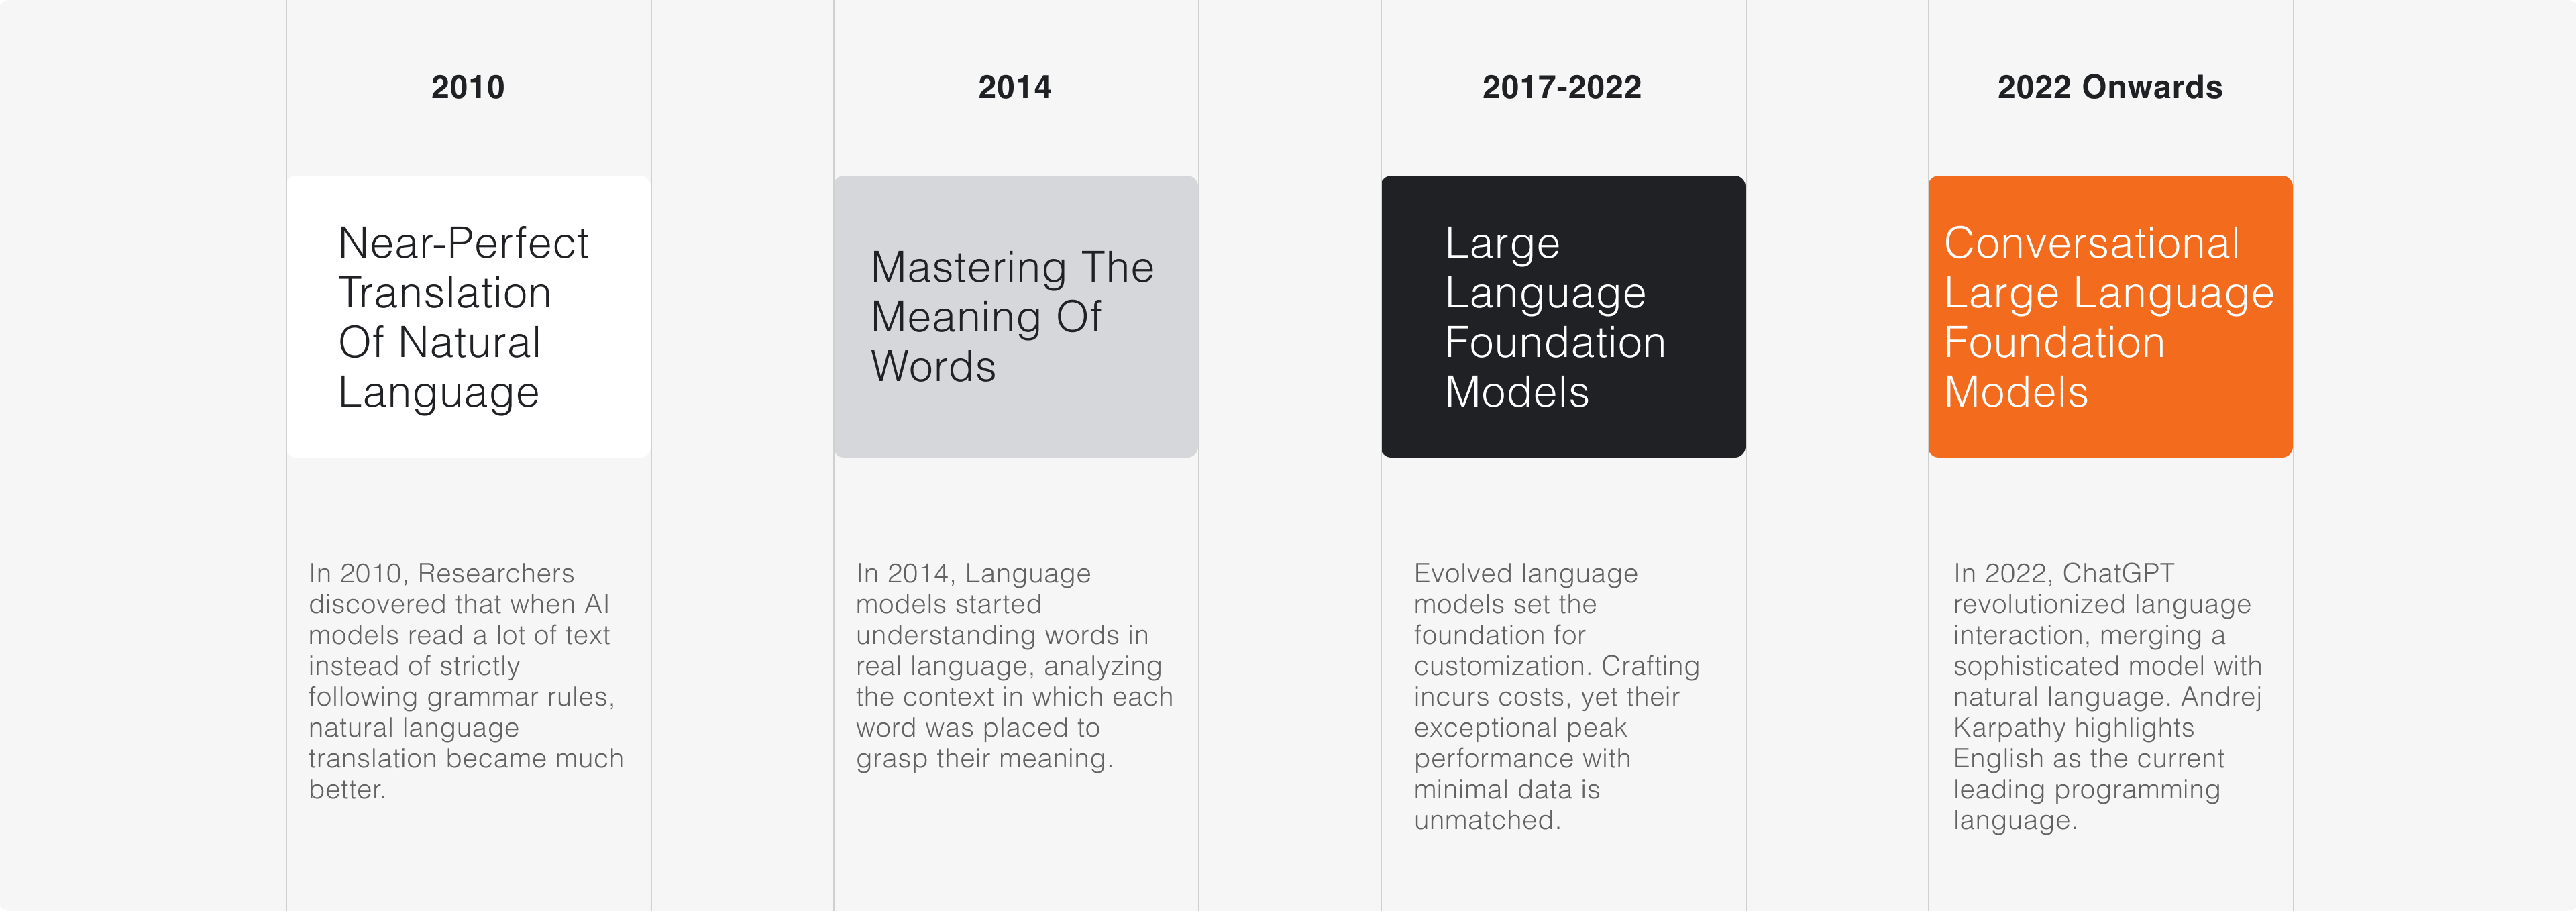 2010
Near-Perfect
Translation
Of Natural
Language
In 2010, Researchers
discovered that when AI
models read a lot of text
instead of strictly
following grammar rules,
natural language
translation became much
better.
2014
Mastering The
Meaning Of
Words
In 2014, Language
models started
understanding words in
real language, analyzing
the context in which each
word was placed to
grasp their meaning.
2017-2022
Large
Language
Foundation
Models
Evolved language
models set the
foundation for
customization. Crafting
incurs costs, yet their
exceptional peak
performance with
minimal data is
unmatched.
2022 Onwards
Conversational
Large Language
Foundation
Models
In 2022, ChatGPT
revolutionized language
interaction, merging a
sophisticated model with
natural language. Andrej
Karpathy highlights
English as the current
leading programming
language.